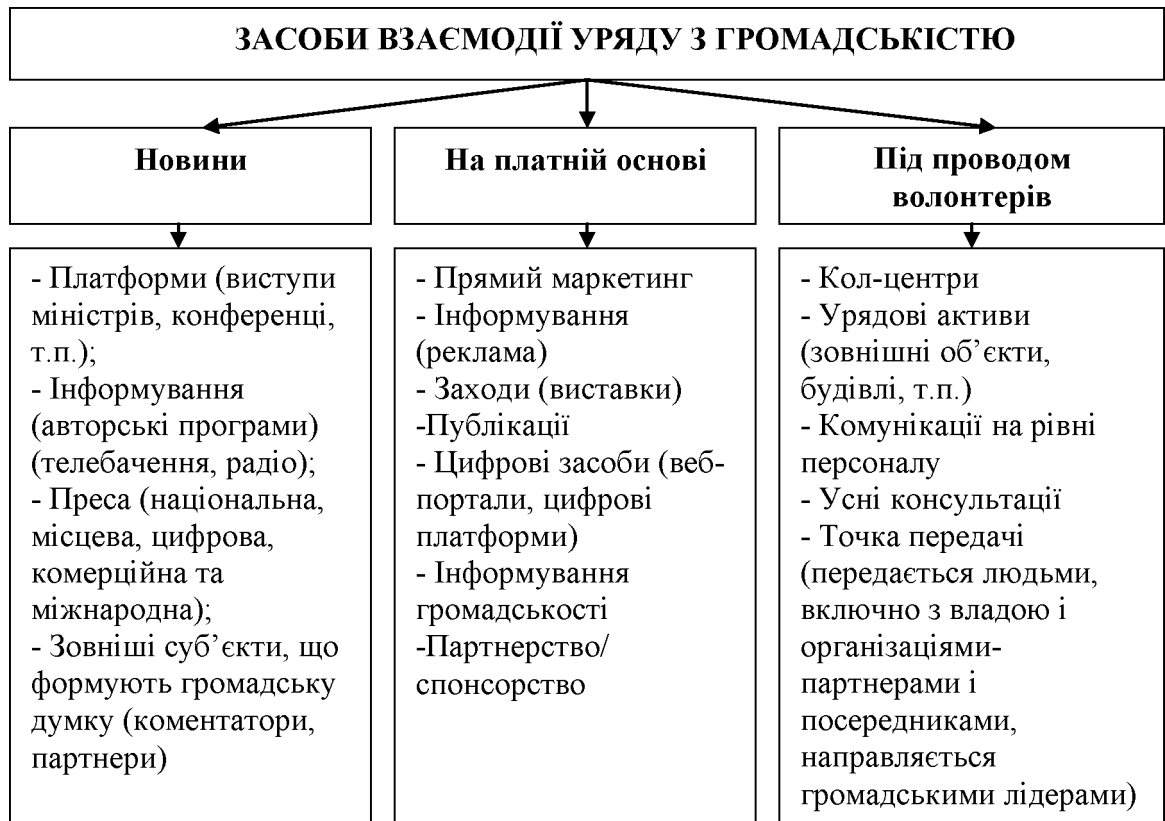 ЗАСОБИ ВЗАЄМОДІЇ УРЯДУ З ГРОМАДСЬКІСТЮ
Новини
На платній основі
Під проводом
волонтерів
- Платформи (виступи
міністрів, конференці,
т.п.);
- Інформування
(авторські програми)
(телебачення, радіо);
- Преса (національна,
місцева, цифрова,
комерційна та
міжнародна);
- Зовніші суб’єкти, що
формують громадську
думку (коментатори,
партнери)
- Прямий маркетинг
- Інформування
(реклама)
- Заходи (виставки)
-Публікації
- Цифрові засоби (веб-
портали, цифрові
платформи)
- Інформування
громадськості
-Партнерство/
спонсорство
- Кол-центри
- Урядові активи
(зовнішні об’єкти,
будівлі, т.п.)
- Комунікації на рівні
персоналу
- Усні консультації
- Точка передачі
(передається людьми,
включно з владою і
організаціями-
партнерами і
посередниками,
направляється
громадськими лідерами)